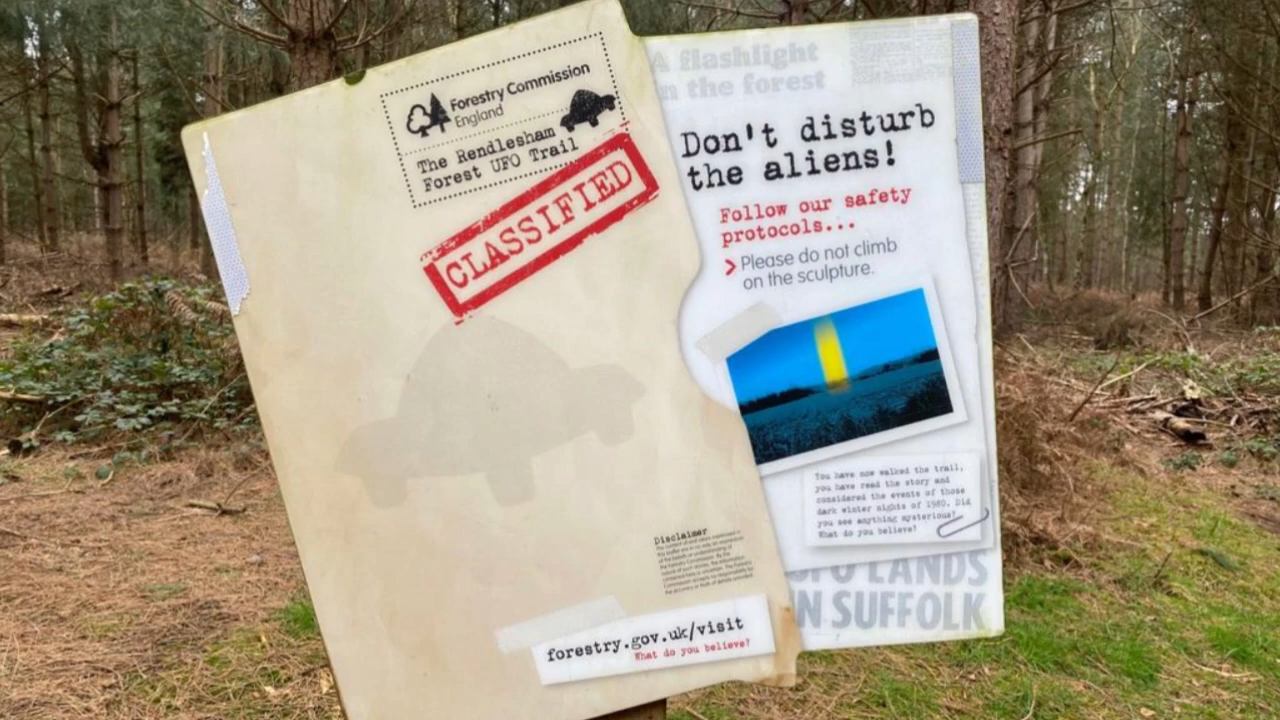 Forestry Commission
England
The Rendlesham
Forest UFO Trail
CLASSIFIED
Disclaimer
forestry.gov.uk/visit
What do you believe?
A flashlight
in the forest
Don't disturb
the aliens!
Follow our safety
protocols...
Please do not climb
on the sculpture.
You have now walked the trail,
you have read the story and
considered the events of those
dark winter nights of 1980. Did
you see anything mysterious?
What do you believe?
UFO LANDS
IN SUFFOLK